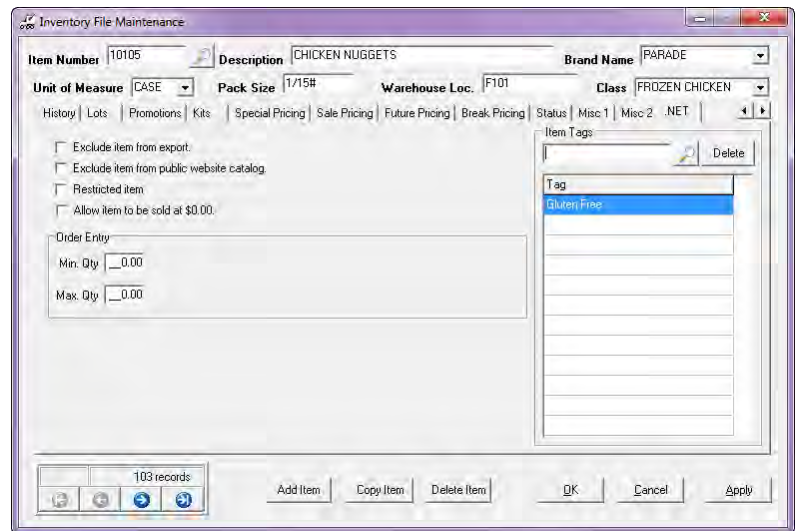 Inventory File Maintenance
Item Number 10105 Description CHICKEN NUGGETS Brand Name PARADE
Unit of Measure CASE Pack Size 1/15# Warehouse Loc. F101 Class FROZEN CHICKEN
History Lots Promotions Kits Special Pricing Sale Pricing Future Pricing Break Pricing Status Misc 1 Misc 2 .NET
Item Tags
Exclude item from export.
Delete
Exclude item from public website catalog.
Restricted item
Tag
Allow item to be sold at $0.00.
Gluten Free
Order Entry
Min. Qty __0.00
Max. Qty __0.00
103 records
Add Item Copy Item Delete Item OK Cancel Apply